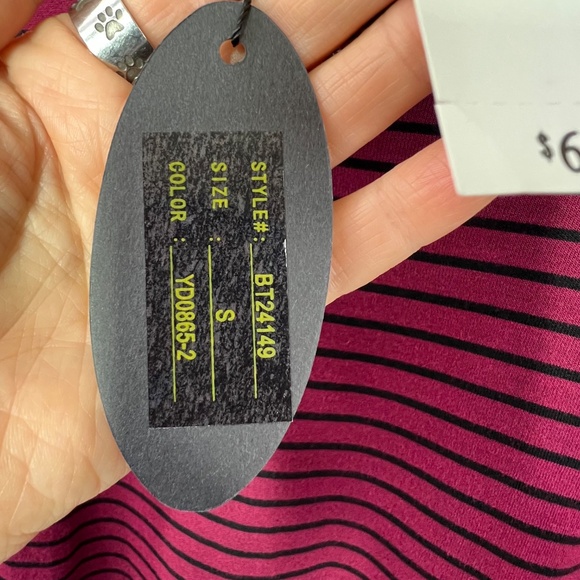 STYLE#: BT24149
SIZE : S
COLOR : YD0865-2
$6